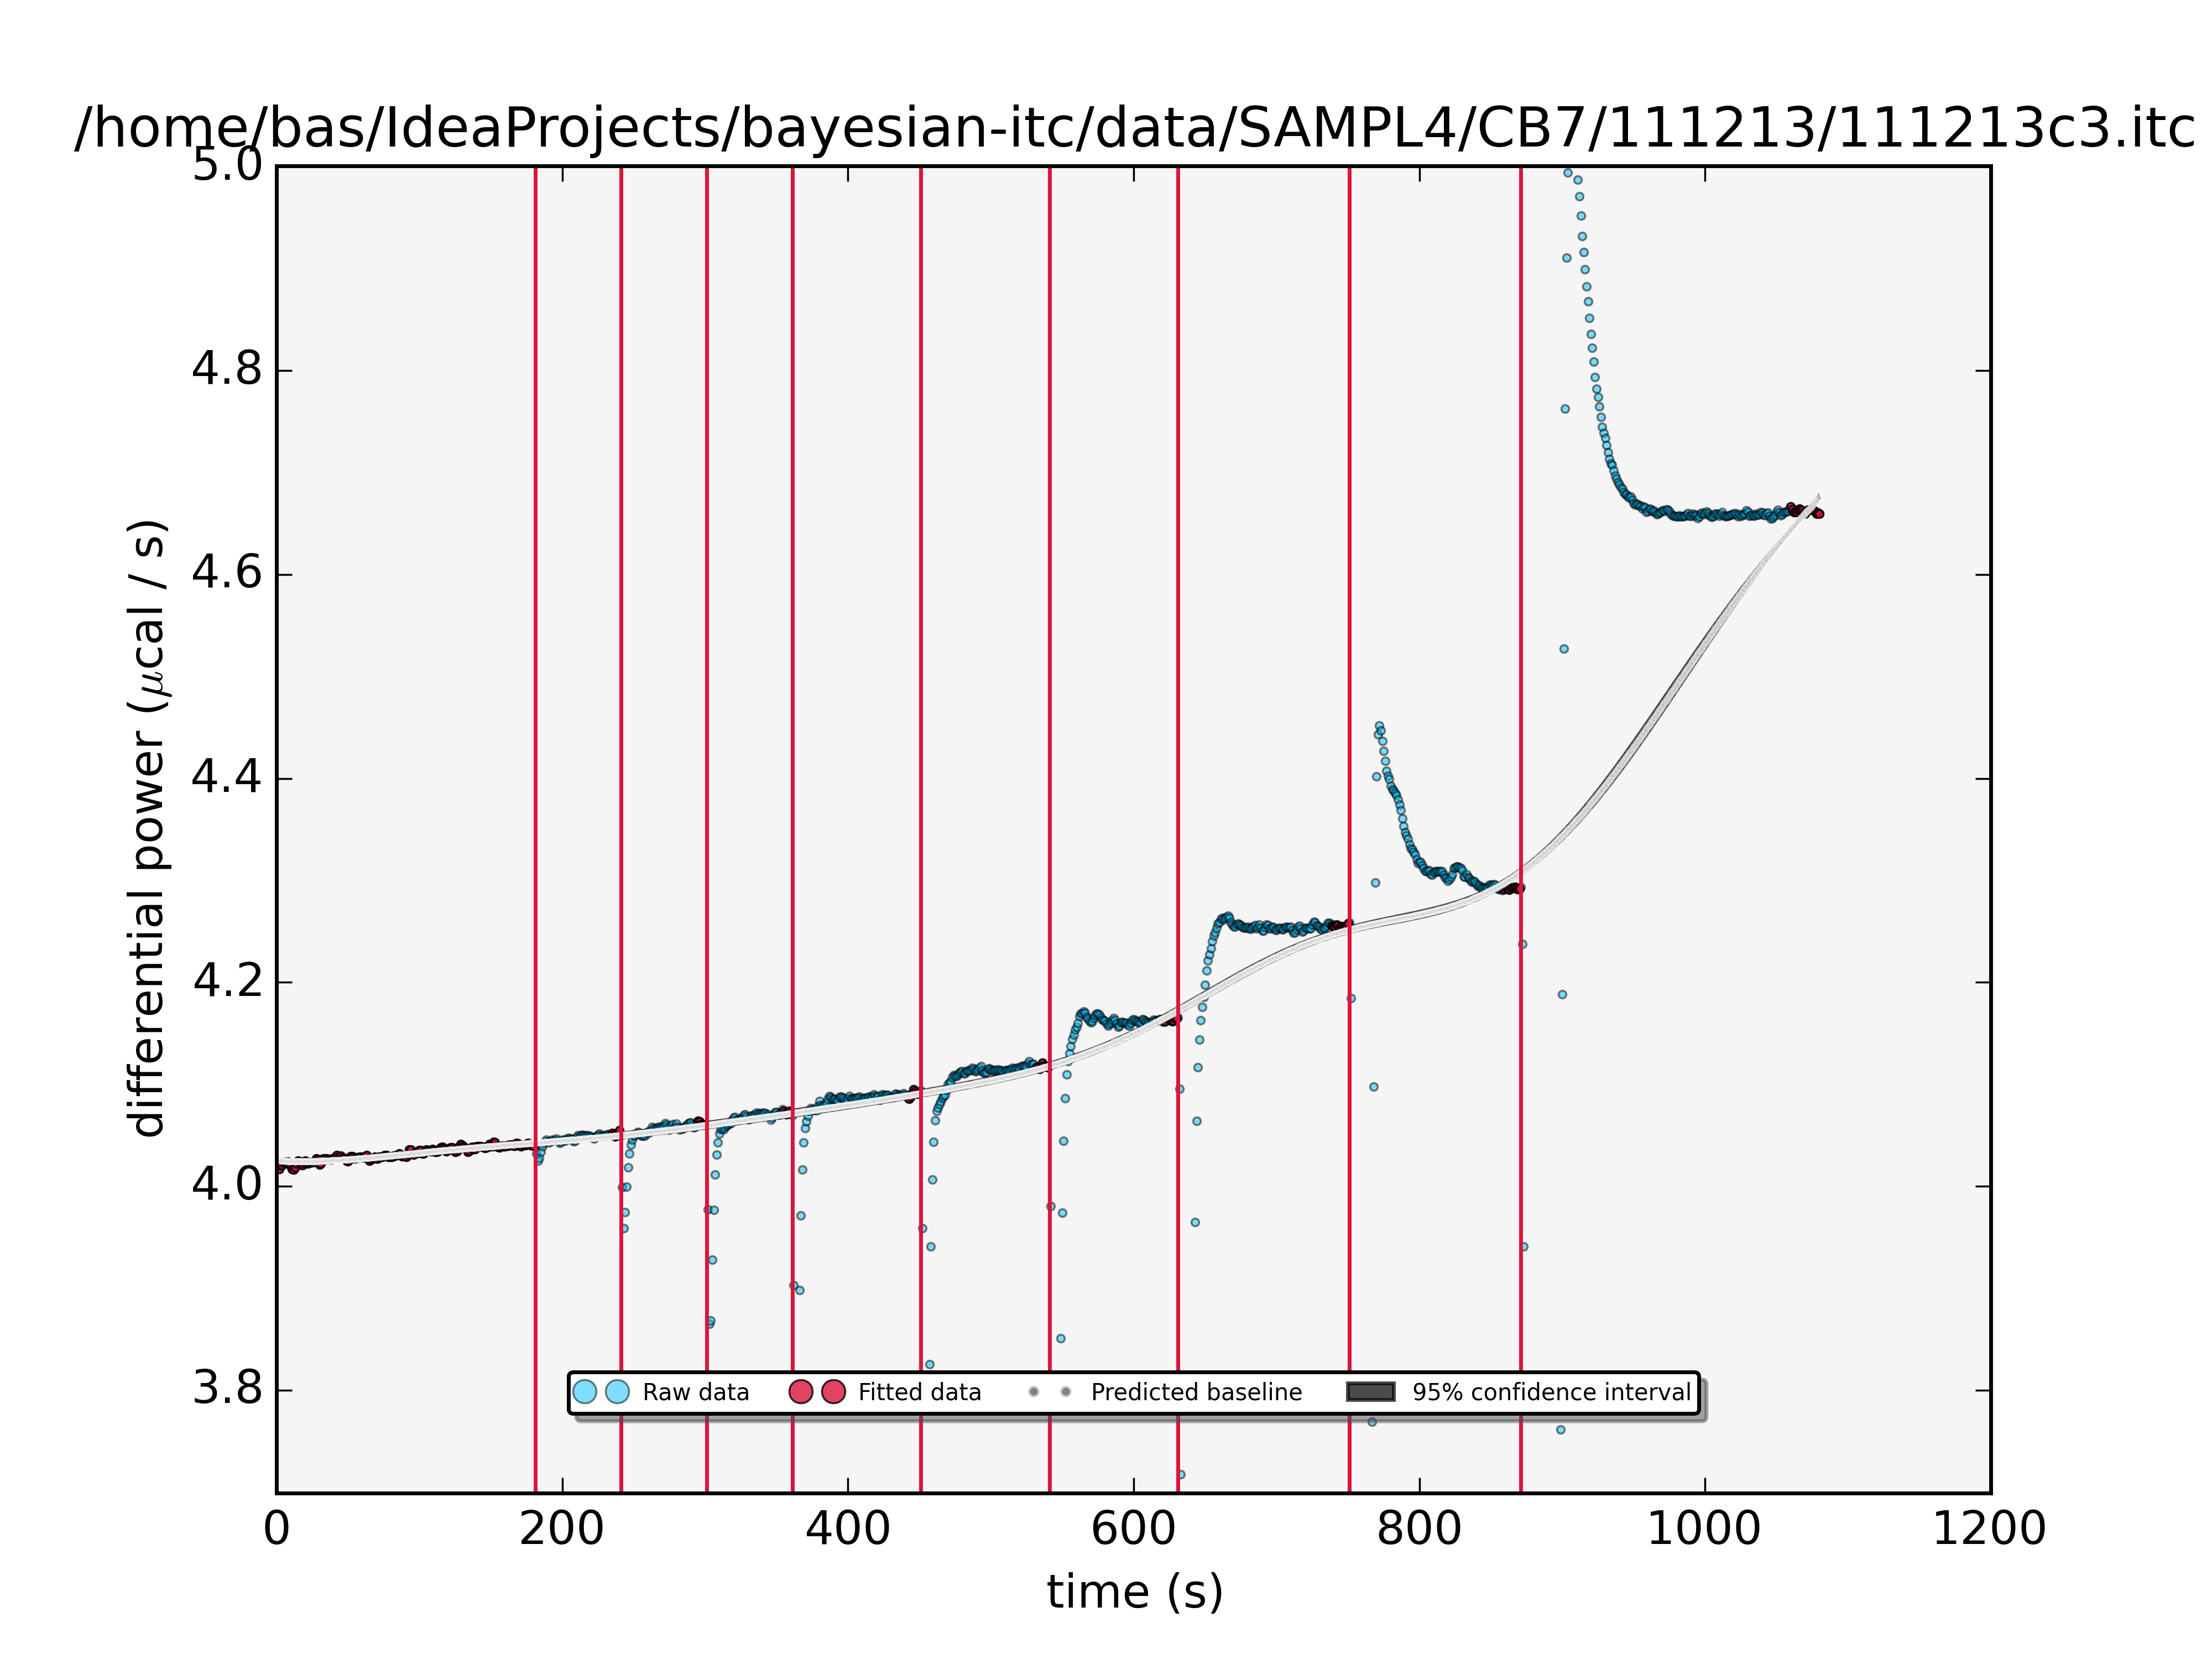 /home/bas/IdeaProjects/bayesian-itc/data/SAMPL4/CB7/111213/111213c3.itc
5.0
4.8
4.6
4.4
4.2
4.0
3.8
differential power (μcal / s)
Raw data Fitted data Predicted baseline 95% confidence interval
0 200 400 600 800 1000 1200
time (s)